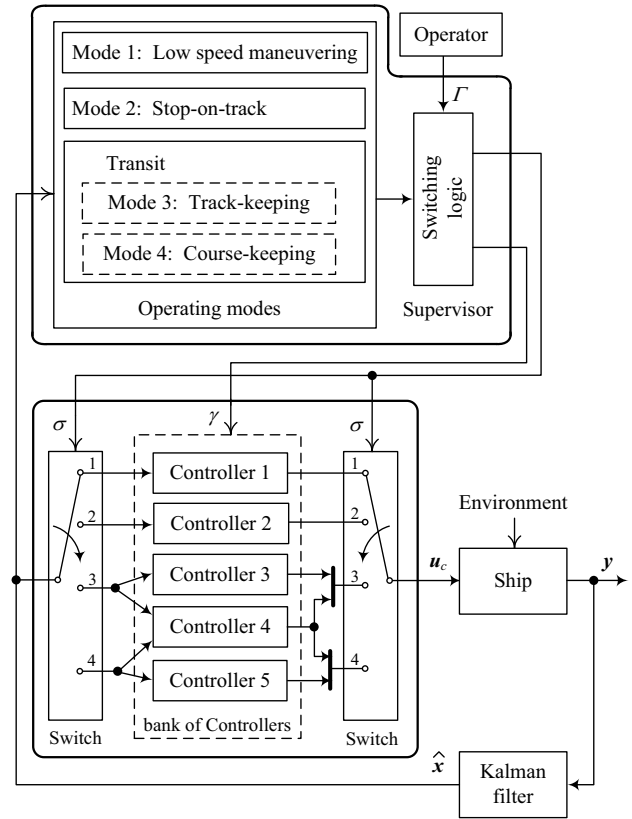 Mode 1: Low speed maneuvering
Operator
Mode 2: Stop-on-track
Γ
Transit
Mode 3: Track-keeping
Mode 4: Course-keeping
Operating modes
Switching
logic
Supervisor
σ
γ
σ
1
2
3
4
Switch
Controller 1
Controller 2
Controller 3
Controller 4
Controller 5
bank of Controllers
1
2
3
4
Switch
u_c
Environment
Ship
y
x̂
Kalman
filter